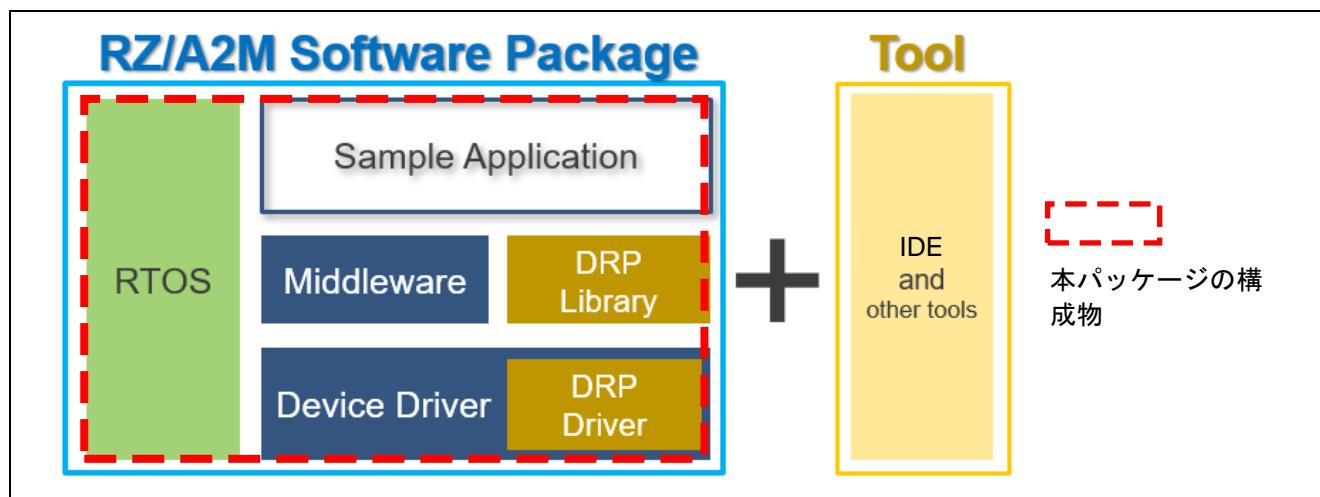 RZ/A2M Software Package
Tool
RTOS
Sample Application
Middleware
DRP
Library
Device Driver
DRP
Driver
IDE
and
other tools
本パッケージの構
成物